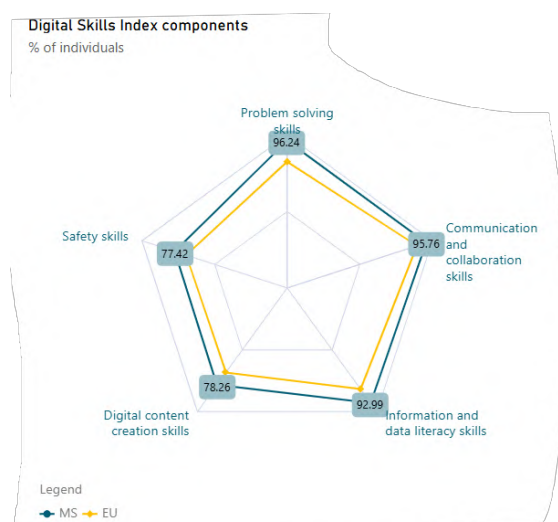 Digital Skills Index components
% of individuals
Problem solving
skills
96.24
Communication
and
collaboration
skills
95.76
Safety skills
77.42
78.26
92.99
Digital content
creation skills
Information and
data literacy skills
Legend
MS EU